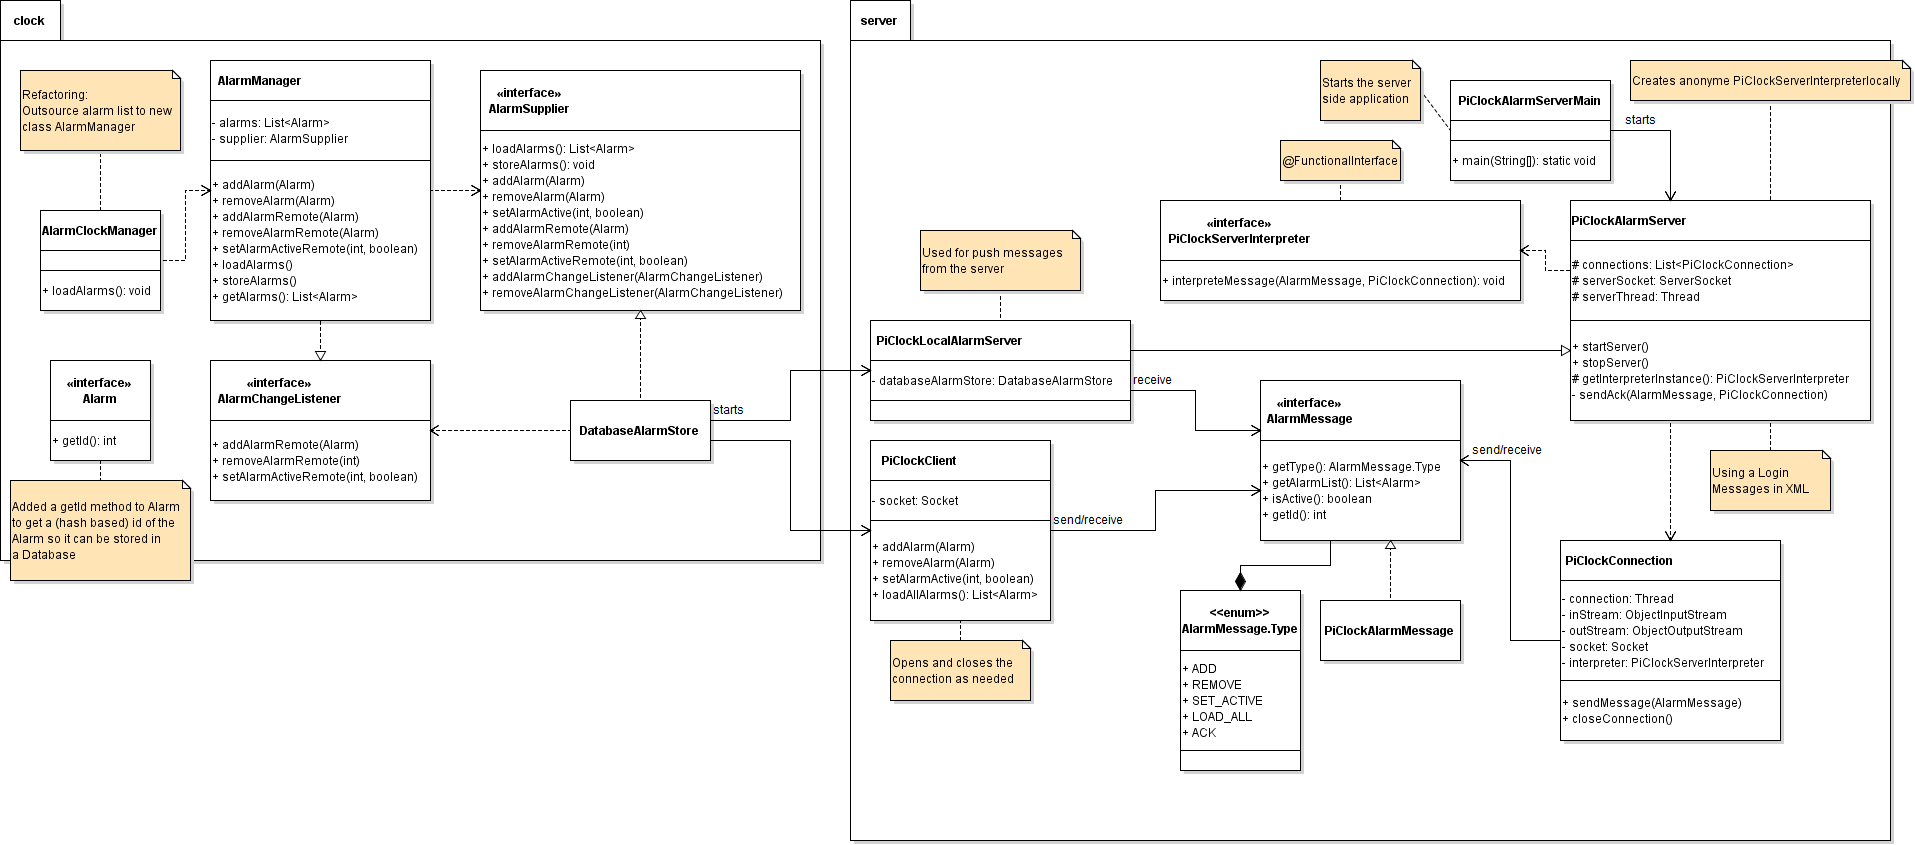 clock
Refactoring:
Outsource alarm list to new
class AlarmManager
AlarmClockManager
+ loadAlarms(): void
AlarmManager
- alarms: List<Alarm>
- supplier: AlarmSupplier
+ addAlarm(Alarm)
+ removeAlarm(Alarm)
+ addAlarmRemote(Alarm)
+ removeAlarmRemote(Alarm)
+ setAlarmActiveRemote(int, boolean)
+ loadAlarms()
+ storeAlarms()
+ getAlarms(): List<Alarm>
«interface»
AlarmSupplier
+ loadAlarms(): List<Alarm>
+ storeAlarms(): void
+ addAlarm(Alarm)
+ removeAlarm(Alarm)
+ setAlarmActive(int, boolean)
+ addAlarmRemote(Alarm)
+ removeAlarmRemote(int)
+ setAlarmActiveRemote(int, boolean)
+ addAlarmChangeListener(AlarmChangeListener)
+ removeAlarmChangeListener(AlarmChangeListener)
«interface»
Alarm
+ getId(): int
Added a getId method to Alarm
to get a (hash based) id of the
Alarm so it can be stored in
a Database
«interface»
AlarmChangeListener
+ addAlarmRemote(Alarm)
+ removeAlarmRemote(int)
+ setAlarmActiveRemote(int, boolean)
DatabaseAlarmStore
starts
server
Used for push messages
from the server
PiClockLocalAlarmServer
- databaseAlarmStore: DatabaseAlarmStore
receive
PiClockClient
- socket: Socket
+ addAlarm(Alarm)
+ removeAlarm(Alarm)
+ setAlarmActive(int, boolean)
+ loadAllAlarms(): List<Alarm>
send/receive
Opens and closes the
connection as needed
Starts the server
side application
PiClockAlarmServerMain
+ main(String[]): static void
starts
Creates anonyme PiClockServerInterpreterlocally
@FunctionalInterface
«interface»
PiClockServerInterpreter
+ interpreteMessage(AlarmMessage, PiClockConnection): void
PiClockAlarmServer
# connections: List<PiClockConnection>
# serverSocket: ServerSocket
# serverThread: Thread
+ startServer()
+ stopServer()
# getInterpreterInstance(): PiClockServerInterpreter
- sendAck(AlarmMessage, PiClockConnection)
«interface»
AlarmMessage
+ getType(): AlarmMessage.Type
+ getAlarmList(): List<Alarm>
+ isActive(): boolean
+ getId(): int
send/receive
Using a Login
Messages in XML
<<enum>>
AlarmMessage.Type
+ ADD
+ REMOVE
+ SET_ACTIVE
+ LOAD_ALL
+ ACK
PiClockAlarmMessage
PiClockConnection
- connection: Thread
- inStream: ObjectInputStream
- outStream: ObjectOutputStream
- socket: Socket
- interpreter: PiClockServerInterpreter
+ sendMessage(AlarmMessage)
+ closeConnection()